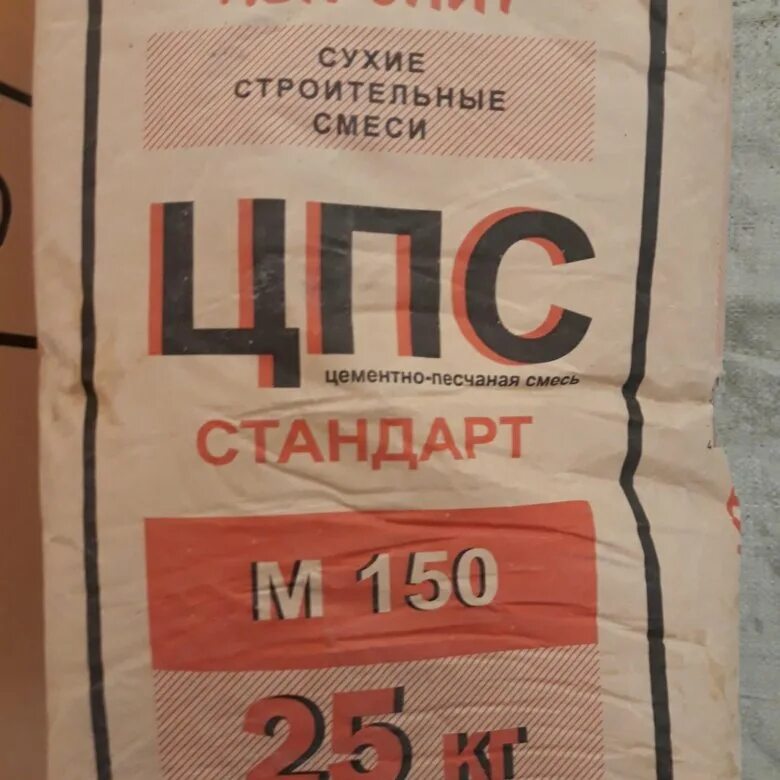 СУХИЕ
СТРОИТЕЛЬНЫЕ
СМЕСИ
ЦПС
цементно-песчаная смесь
СТАНДАРТ
М 150
25 кг